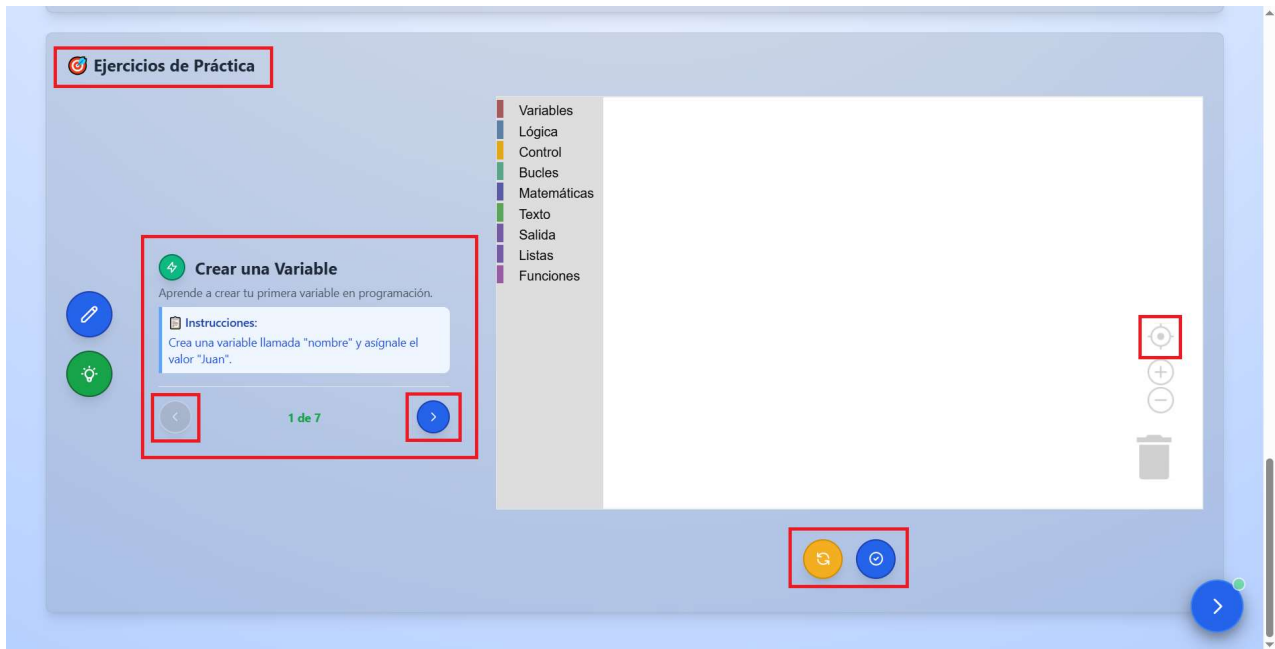 Ejercicios de Práctica
Crear una Variable
Aprende a crear tu primera variable en programación.
Instrucciones:
Crea una variable llamada "nombre" y asígnale el
valor "Juan".
1 de 7
Variables
Lógica
Control
Bucles
Matemáticas
Texto
Salida
Listas
Funciones